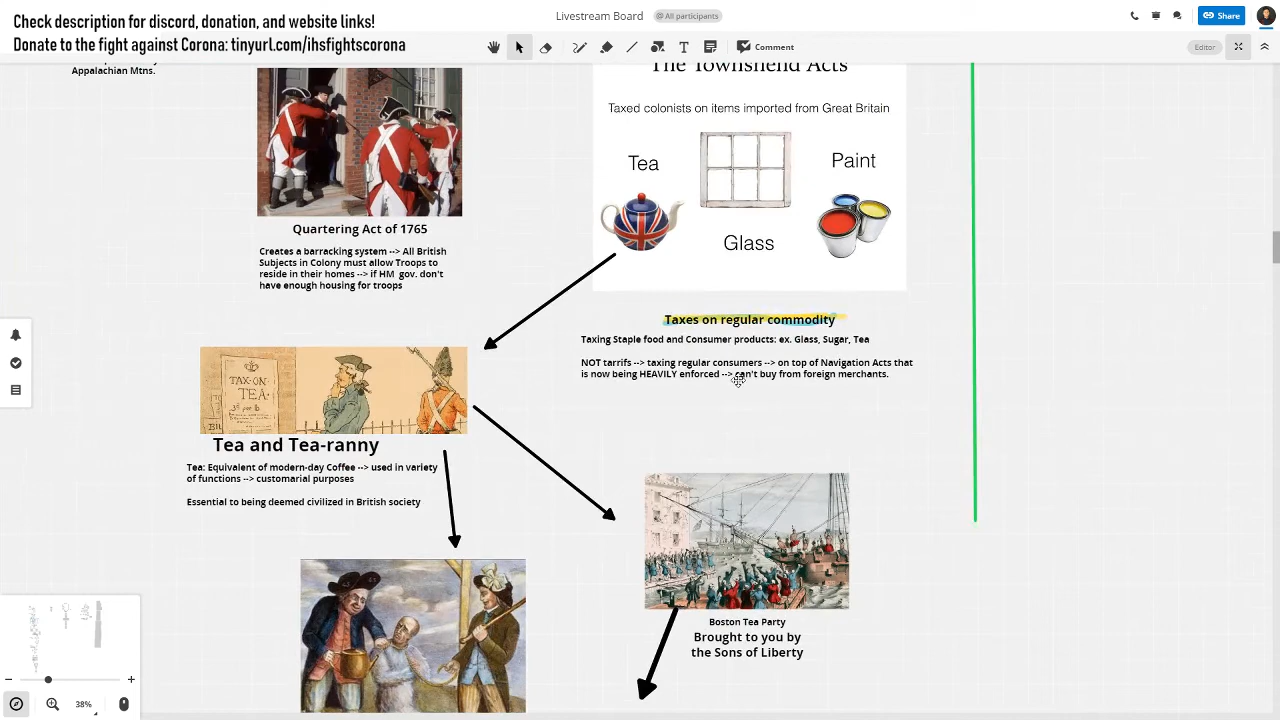 Check description for discord, donation, and website links!
Donate to the fight against Corona: tinyurl.com/ihsfightscorona
Livestream Board
@ All participants
Share
Comment
Editor
Appalachian Mtns.
The Townshend Acts
Taxed colonists on items imported from Great Britain
Tea
Paint
Glass
Quartering Act of 1765
Creates a barracking system --> All British
Subjects in Colony must allow Troops to
reside in their homes --> if HM gov. don't
have enough housing for troops
Taxes on regular commodity
Taxing Staple food and Consumer products: ex. Glass, Sugar, Tea
NOT tarrifs --> taxing regular consumers --> on top of Navigation Acts that
is now being HEAVILY enforced --> can't buy from foreign merchants.
TAX·ON·
TEA·
Tea and Tea-ranny
Tea: Equivalent of modern-day Coffee --> used in variety
of functions --> customarial purposes
Essential to being deemed civilized in British society
Boston Tea Party
Brought to you by
the Sons of Liberty
38%